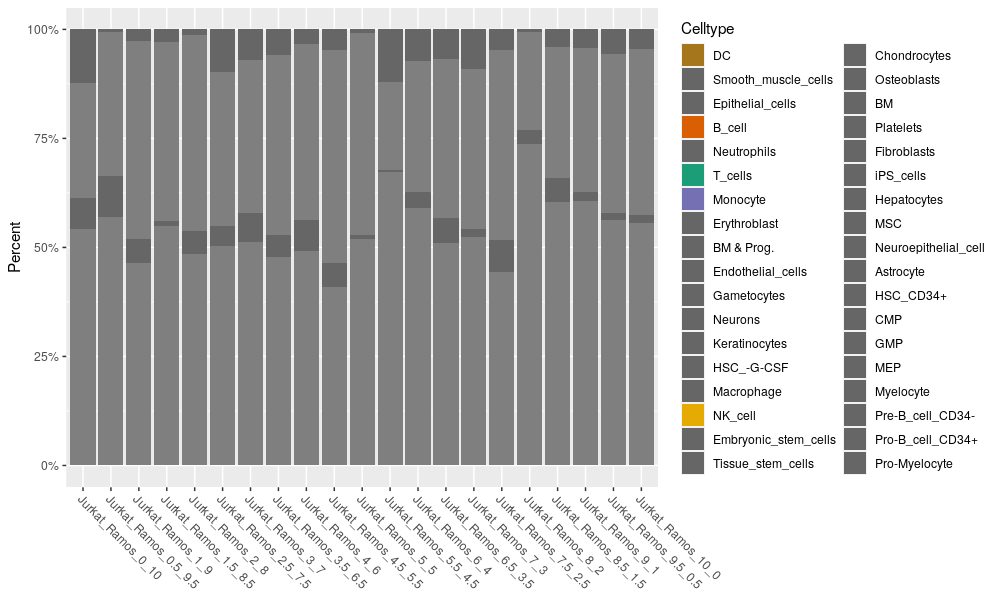 100%
75%
50%
25%
0%
Percent
Jurkat_Ramos_0_10
Jurkat_Ramos_0.5_9.5
Jurkat_Ramos_1_9
Jurkat_Ramos_1.5_8.5
Jurkat_Ramos_2_8
Jurkat_Ramos_2.5_7.5
Jurkat_Ramos_3_7
Jurkat_Ramos_3.5_6.5
Jurkat_Ramos_4_6
Jurkat_Ramos_4.5_5.5
Jurkat_Ramos_5_5
Jurkat_Ramos_5.5_4.5
Jurkat_Ramos_6_4
Jurkat_Ramos_6.5_3.5
Jurkat_Ramos_7_3
Jurkat_Ramos_7.5_2.5
Jurkat_Ramos_8_2
Jurkat_Ramos_8.5_1.5
Jurkat_Ramos_9_1
Jurkat_Ramos_9.5_0.5
Jurkat_Ramos_10_0
Celltype
DC
Smooth_muscle_cells
Epithelial_cells
B_cell
Neutrophils
T_cells
Monocyte
Erythroblast
BM & Prog.
Endothelial_cells
Gametocytes
Neurons
Keratinocytes
HSC_-G-CSF
Macrophage
NK_cell
Embryonic_stem_cells
Tissue_stem_cells
Chondrocytes
Osteoblasts
BM
Platelets
Fibroblasts
iPS_cells
Hepatocytes
MSC
Neuroepithelial_cell
Astrocyte
HSC_CD34+
CMP
GMP
MEP
Myelocyte
Pre-B_cell_CD34-
Pro-B_cell_CD34+
Pro-Myelocyte